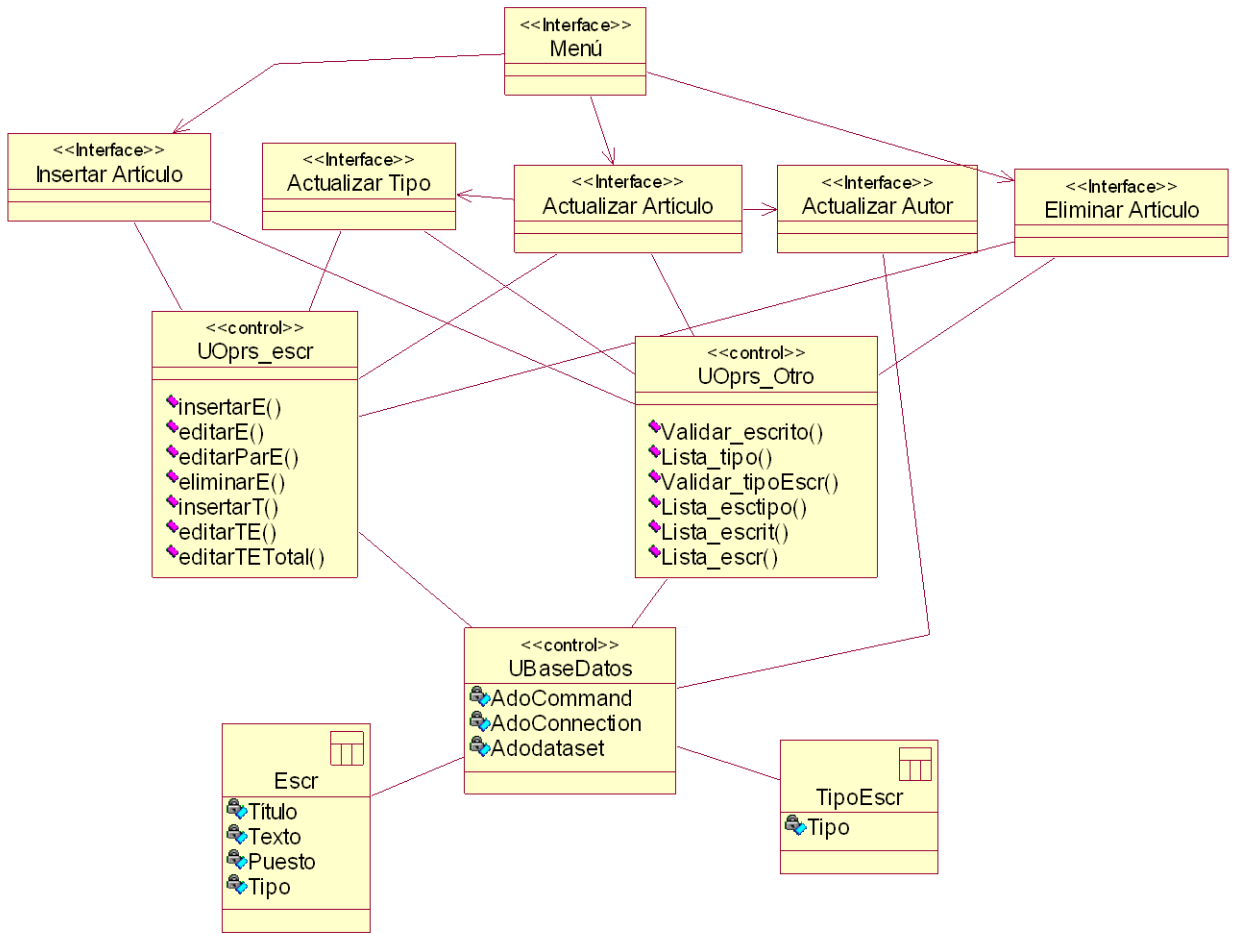 <<Interface>>
Menú
<<Interface>>
Insertar Artículo
<<Interface>>
Actualizar Tipo
<<Interface>>
Actualizar Artículo
<<Interface>>
Actualizar Autor
<<Interface>>
Eliminar Artículo
<<control>>
UOprs_escr
insertarE()
editarE()
editarParE()
eliminarE()
insertarT()
editarTE()
editarTETotal()
<<control>>
UOprs_Otro
Validar_escrito()
Lista_tipo()
Validar_tipoEscr()
Lista_esctipo()
Lista_escrit()
Lista_escr()
<<control>>
UBaseDatos
AdoCommand
AdoConnection
Adodataset
Escr
Titulo
Texto
Puesto
Tipo
TipoEscr
Tipo